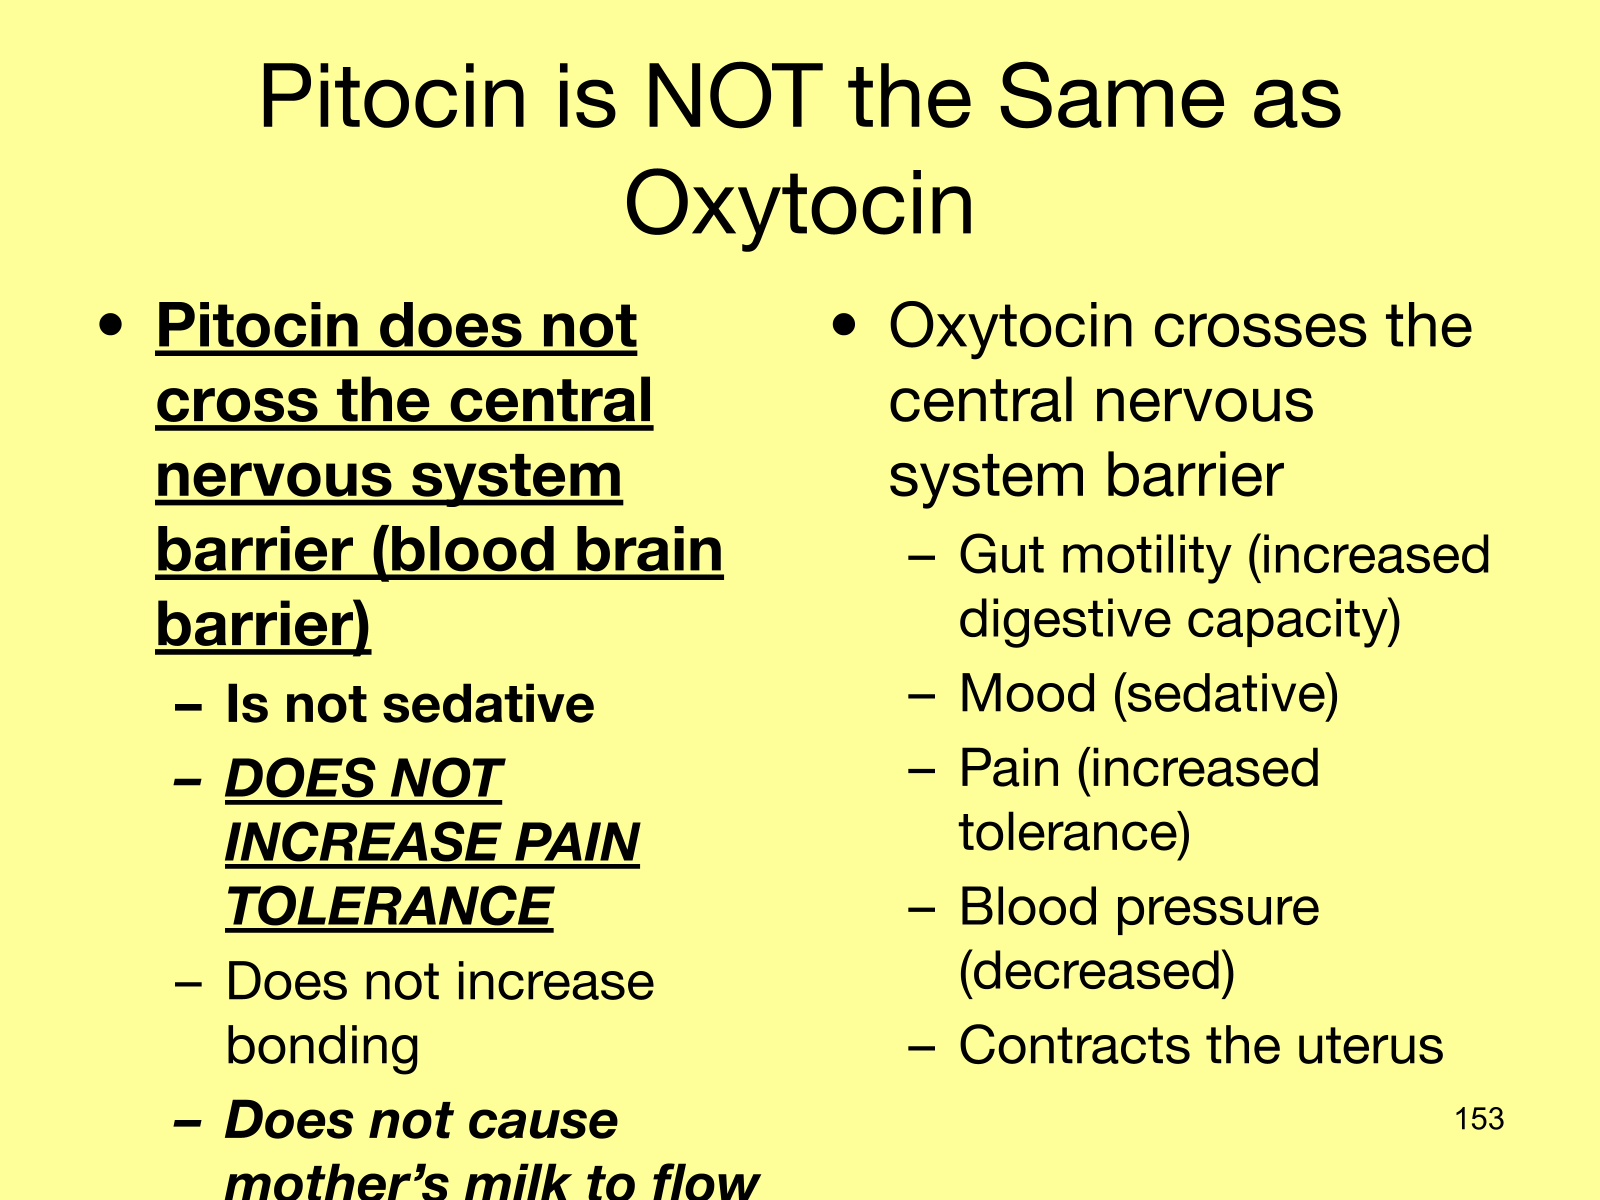 Pitocin is NOT the Same as
Oxytocin
• Pitocin does not
cross the central
nervous system
barrier (blood brain
barrier)
– Is not sedative
– DOES NOT
INCREASE PAIN
TOLERANCE
– Does not increase
bonding
– Does not cause
mother’s milk to flow
• Oxytocin crosses the
central nervous
system barrier
– Gut motility (increased
digestive capacity)
– Mood (sedative)
– Pain (increased
tolerance)
– Blood pressure
(decreased)
– Contracts the uterus
153